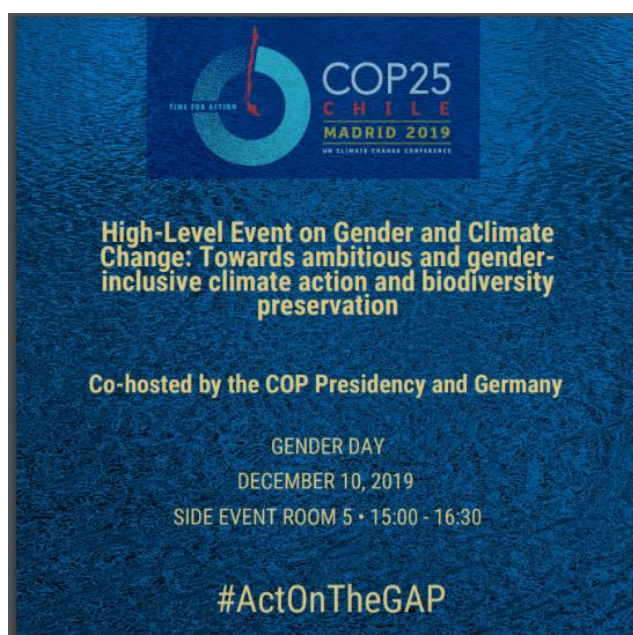 TIME FOR ACTION
COP25
CHILE
MADRID 2019
UN CLIMATE CHANGE CONFERENCE
High-Level Event on Gender and Climate
Change: Towards ambitious and gender-
inclusive climate action and biodiversity
preservation
Co-hosted by the COP Presidency and Germany
GENDER DAY
DECEMBER 10, 2019
SIDE EVENT ROOM 5 • 15:00 - 16:30
#ActOnTheGAP